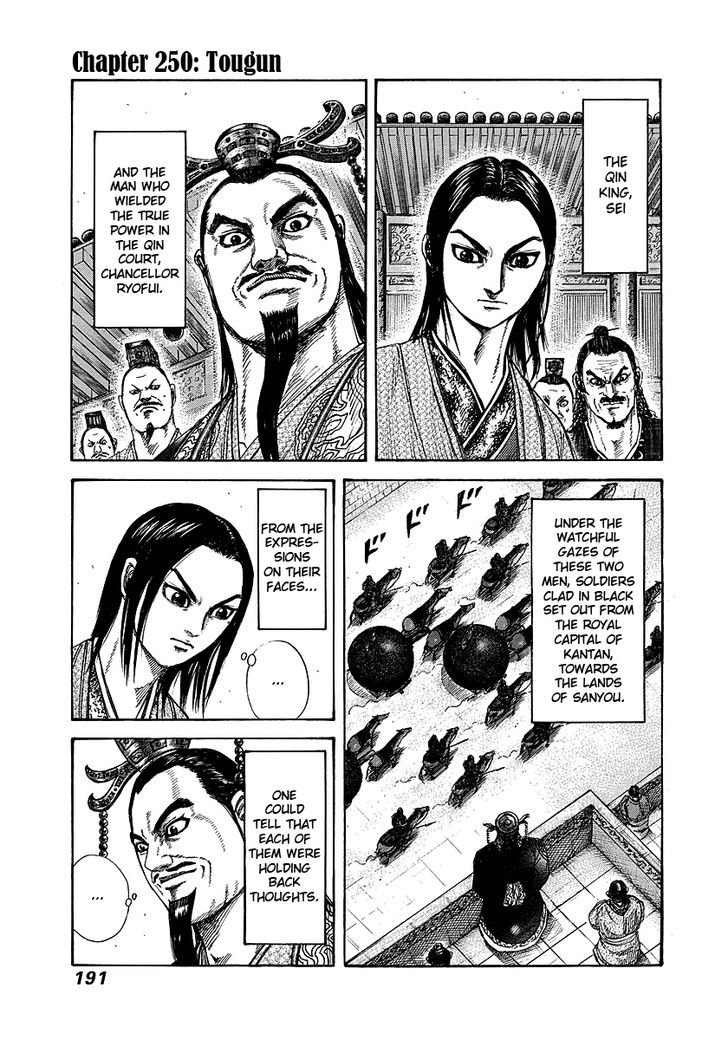 Chapter 250: Tougun
THE
QIN
KING,
SEI
AND THE
MAN WHO
WIELDED
THE TRUE
POWER IN
THE QIN
COURT,
CHANCELLOR
RYOFUI.
UNDER THE
WATCHFUL
GAZES OF
THESE TWO
MEN, SOLDIERS
CLAD IN BLACK
SET OUT FROM
THE ROYAL
CAPITAL OF
KANTAN,
TOWARDS
THE LANDS
OF SANYOU.
ド ド ド
FROM THE
EXPRES-
SIONS
ON THEIR
FACES...
...
ONE
COULD
TELL THAT
EACH OF
THEM WERE
HOLDING
BACK
THOUGHTS.
...
191